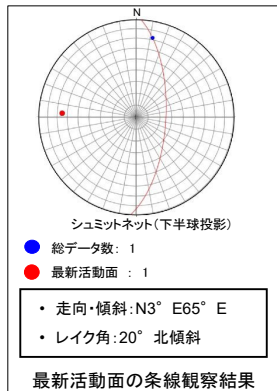 N
シュミットネット(下半球投影)
● 総データ数: 1
● 最新活動面 : 1
• 走向・傾斜:N3° E65° E
• レイク角:20° 北傾斜
最新活動面の条線観察結果